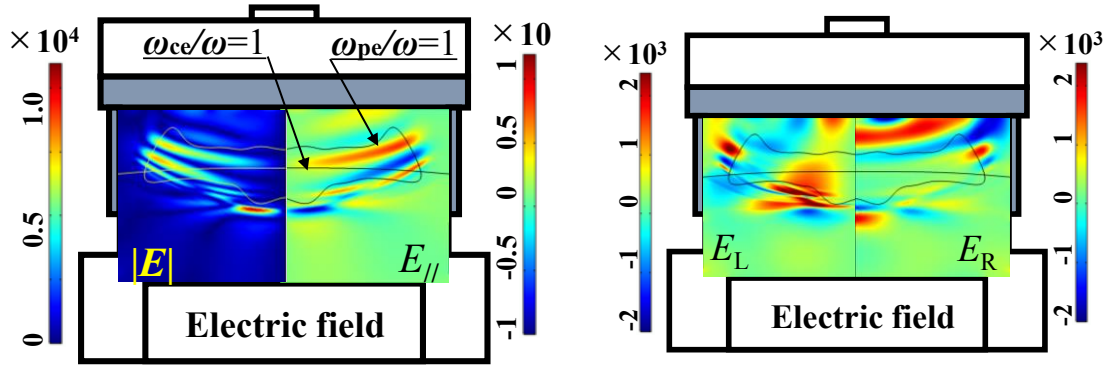 × 10⁴
ω_ce/ω=1
ω_pe/ω=1
× 10
1.0
0.5
0
1
0.5
0
-0.5
-1
|E|
E_//
Electric field
× 10³
2
1
0
-1
-2
× 10³
2
1
0
-1
-2
E_L
E_R
Electric field